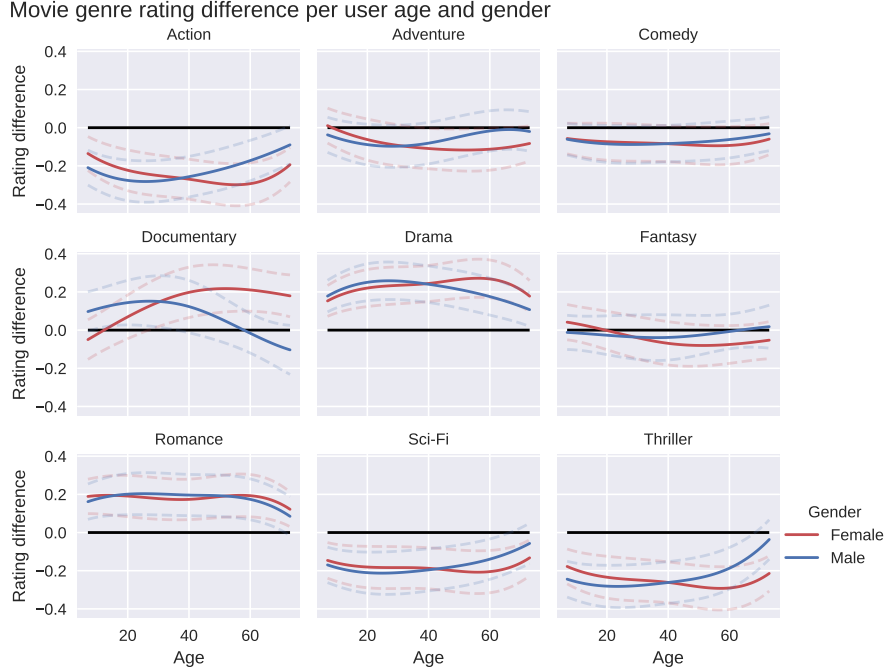 Movie genre rating difference per user age and gender
Action Adventure Comedy
0.4
0.2
0.0
−0.2
−0.4
Rating difference
Documentary Drama Fantasy
0.4
0.2
0.0
−0.2
−0.4
Rating difference
Romance Sci-Fi Thriller
0.4
0.2
0.0
−0.2
−0.4
Rating difference
20 40 60 20 40 60 20 40 60
Age Age Age
Gender
Female
Male